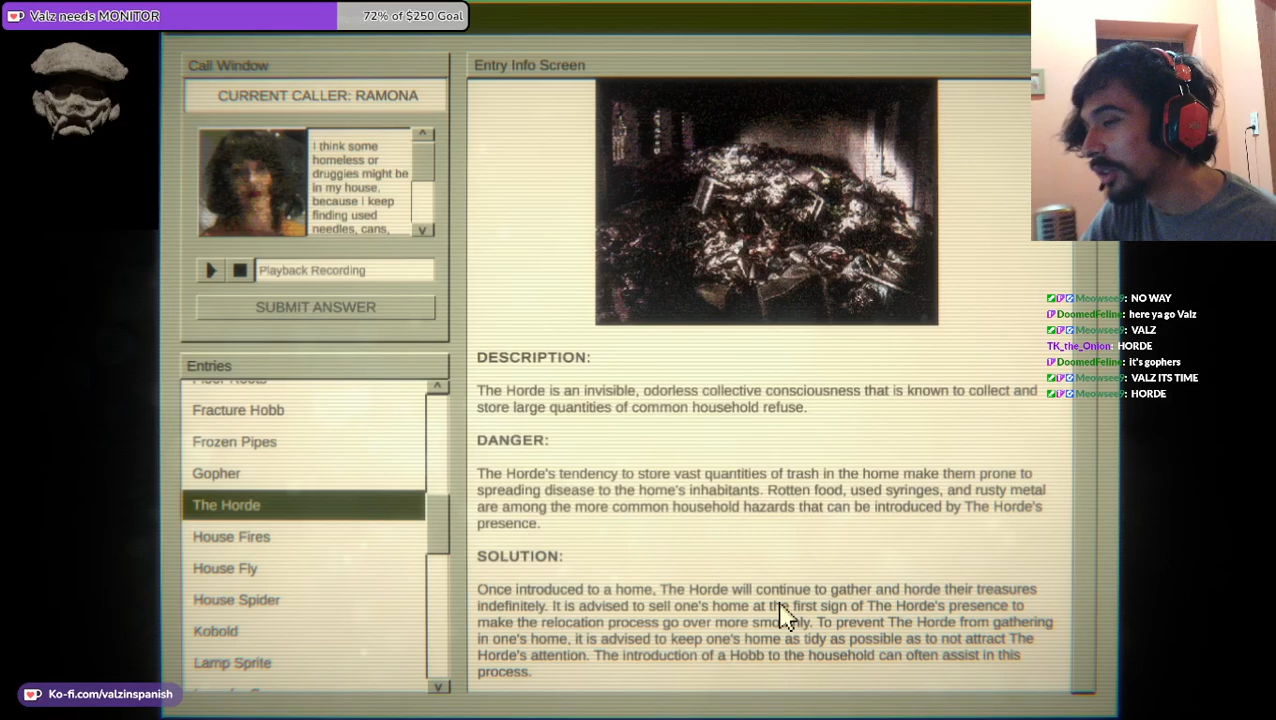 Valz needs MONITOR
72% of $250 Goal
Call Window
CURRENT CALLER: RAMONA
I think some
homeless or
druggies might be
in my house,
because I keep
finding used
needles, cans,
Playback Recording
SUBMIT ANSWER
Entries
Fracture Hobb
Frozen Pipes
Gopher
The Horde
House Fires
House Fly
House Spider
Kobold
Lamp Sprite
Ko-fi.com/valzinspanish
Entry Info Screen
DESCRIPTION:
The Horde is an invisible, odorless collective consciousness that is known to collect and
store large quantities of common household refuse.
DANGER:
The Horde's tendency to store vast quantities of trash in the home make them prone to
spreading disease to the home's inhabitants. Rotten food, used syringes, and rusty metal
are among the more common household hazards that can be introduced by The Horde's
presence.
SOLUTION:
Once introduced to a home, The Horde will continue to gather and horde their treasures
indefinitely. It is advised to sell one's home at the first sign of The Horde's presence to
make the relocation process go over more smoothly. To prevent The Horde from gathering
in one's home, it is advised to keep one's home as tidy as possible as to not attract The
Horde's attention. The introduction of a Hobb to the household can often assist in this
process.
Meowsee9: NO WAY
DoomedFeline: here ya go Valz
Meowsee9: VALZ
TK_the_Onion: HORDE
DoomedFeline: it's gophers
Meowsee9: VALZ ITS TIME
Meowsee9: HORDE